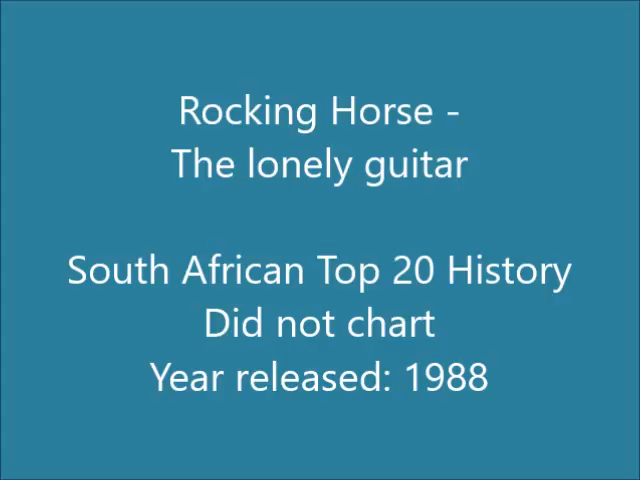 Rocking Horse -
The lonely guitar
South African Top 20 History
Did not chart
Year released: 1988